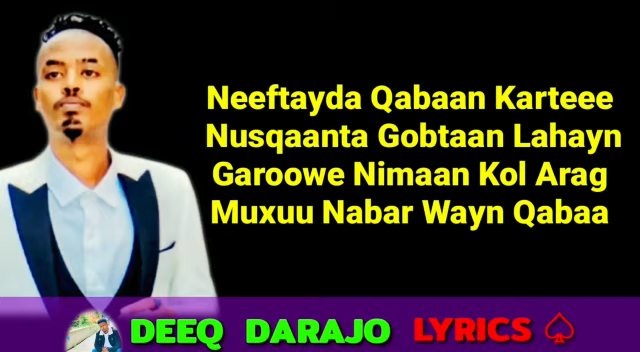 Neeftayda Qabaan Karteee
Nusqaanta Gobtaan Lahayn
Garoowe Nimaan Kol Arag
Muxuu Nabar Wayn Qabaa
DEEQ DARAJO LYRICS